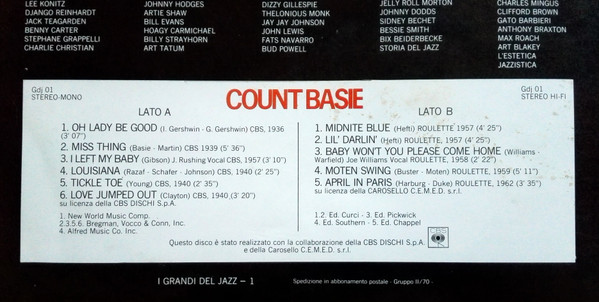 LEE KONITZ
DJANGO REINHARDT
JACK TEAGARDEN
BENNY CARTER
STEPHANE GRAPPELLI
CHARLIE CHRISTIAN
JOHNNY HODGES
ARTIE SHAW
BILL EVANS
HOAGY CARMICHAEL
BILLY STRAYHORN
ART TATUM
DIZZY GILLESPIE
THELONIOUS MONK
JAY JAY JOHNSON
JOHN LEWIS
FATS NAVARRO
BUD POWELL
JELLY ROLL MORTON
JOHNNY DODDS
SIDNEY BECHET
BESSIE SMITH
BIX BEIDERBECKE
STORIA DEL JAZZ
CHARLES MINGUS
CLIFFORD BROWN
GATO BARBIERI
ANTHONY BRAXTON
MAX ROACH
ART BLAKEY
L'ESTETICA
JAZZISTICA
Gdj 01
STEREO-MONO
COUNT BASIE
Gdj 01
STEREO HI-FI
LATO A
1. OH LADY BE GOOD (I. Gershwin - G. Gershwin) CBS, 1936
(3' 07")
2. MISS THING (Basie - Martin) CBS 1939 (5' 36")
3. I LEFT MY BABY (Gibson) J. Rushing Vocal CBS, 1957 (3' 10")
4. LOUISIANA (Razaf - Schafer - Johnson) CBS, 1940 (2' 25")
5. TICKLE TOE (Young) CBS, 1940 (2' 35")
6. LOVE JUMPED OUT (Clayton) CBS, 1940 (3' 20")
su licenza della CBS DISCHI S.p.A.
1. New World Music Comp.
2.3.5.6. Bregman, Vocco & Conn, Inc.
4. Alfred Music Co. Inc.
LATO B
1. MIDNITE BLUE (Hefti) ROULETTE, 1957 (4' 25")
2. LIL' DARLIN' (Hefti) ROULETTE, 1957 (4' 45")
3. BABY WON'T YOU PLEASE COME HOME (Williams -
Warfield) Joe Williams Vocal ROULETTE, 1958 (2' 22")
4. MOTEN SWING (Buster - Moten) ROULETTE, 1959 (5' 11")
5. APRIL IN PARIS (Harburg - Duke) ROULETTE, 1962 (3' 35")
su licenza della CAROSELLO C.E.M.E.D. s.r.l.
1.2. Ed. Curci - 3. Ed. Pickwick
4. Ed. Southern - 5. Ed. Chappel
CBS
Questo disco è stato realizzato con la collaborazione della CBS DISCHI S.p.A.
e della Carosello C.E.M.E.D. s.r.l.
I GRANDI DEL JAZZ – 1
Spedizione in abbonamento postale - Gruppo II/70 -